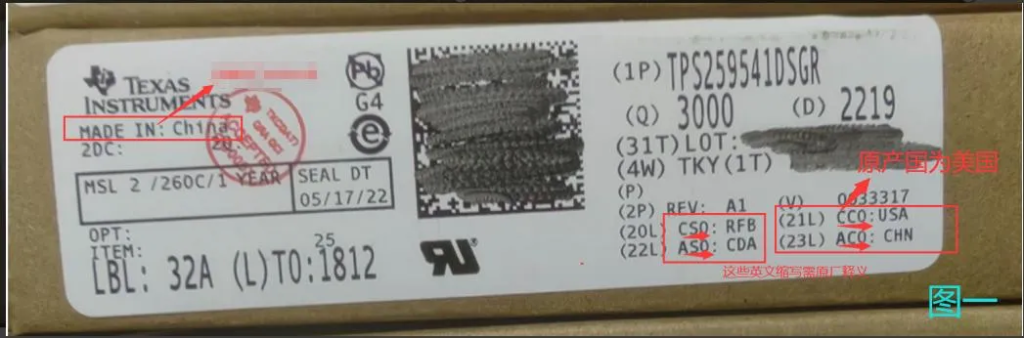 TEXAS
INSTRUMENTS
MADE IN: China
2DC: 20
MSL 2 /260C/1 YEAR
SEAL DT
05/17/22
OPT:
ITEM:
25
LBL: 32A (L)TO:1812
Pb
G4
e
(1P) TPS259541DSGR
(Q) 3000 (D) 2219
(31T)LOT:
(4W) TKY(1T)
原产国为美国
(P)
(2P) REV: A1 (V) 0033317
(20L) CSO: RFB (21L) CCO:USA
(22L) ASO: CDA (23L) ACO: CHN
这些英文缩写需原厂释义
图一